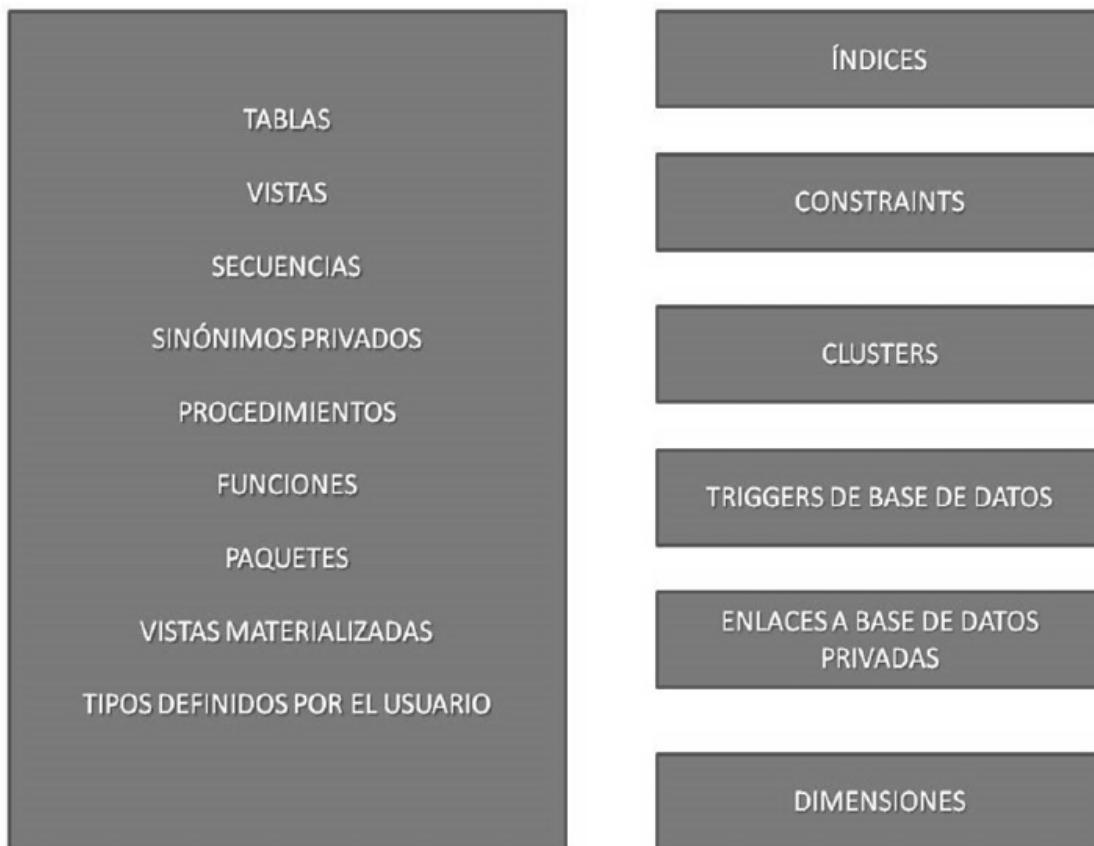 TABLAS
VISTAS
SECUENCIAS
SINÓNIMOS PRIVADOS
PROCEDIMIENTOS
FUNCIONES
PAQUETES
VISTAS MATERIALIZADAS
TIPOS DEFINIDOS POR EL USUARIO
ÍNDICES
CONSTRAINTS
CLUSTERS
TRIGGERS DE BASE DE DATOS
ENLACES A BASE DE DATOS
PRIVADAS
DIMENSIONES